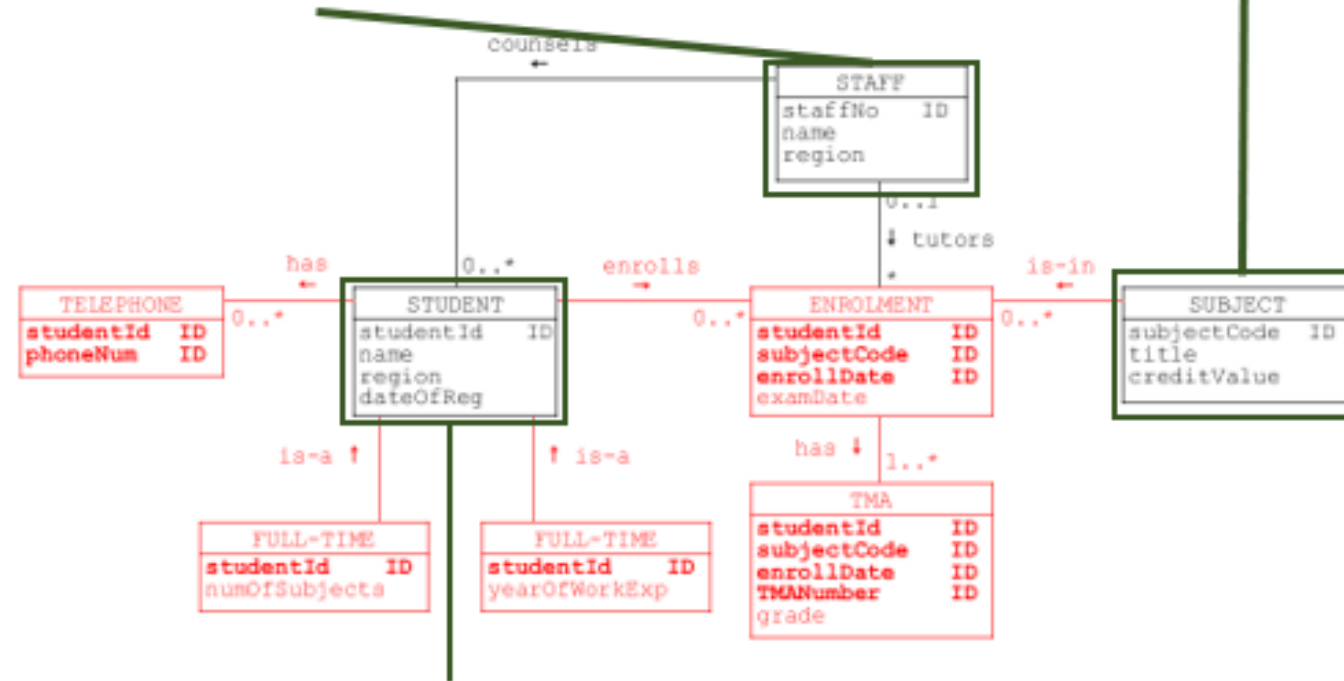 counsels
←
STAFF
staffNo ID
name
region
0..1
↓ tutors
has
←
0..*
enrolls
→
*
is-in
←
TELEPHONE
studentId ID
phoneNum ID
0..*
STUDENT
studentId ID
name
region
dateOfReg
0..*
ENROLMENT
studentId ID
subjectCode ID
enrollDate ID
examDate
0..*
SUBJECT
subjectCode ID
title
creditValue
is-a ↑
↑ is-a
has ↓
1..*
FULL-TIME
studentId ID
numOfSubjects
FULL-TIME
studentId ID
yearOfWorkExp
TMA
studentId ID
subjectCode ID
enrollDate ID
TMANumber ID
grade